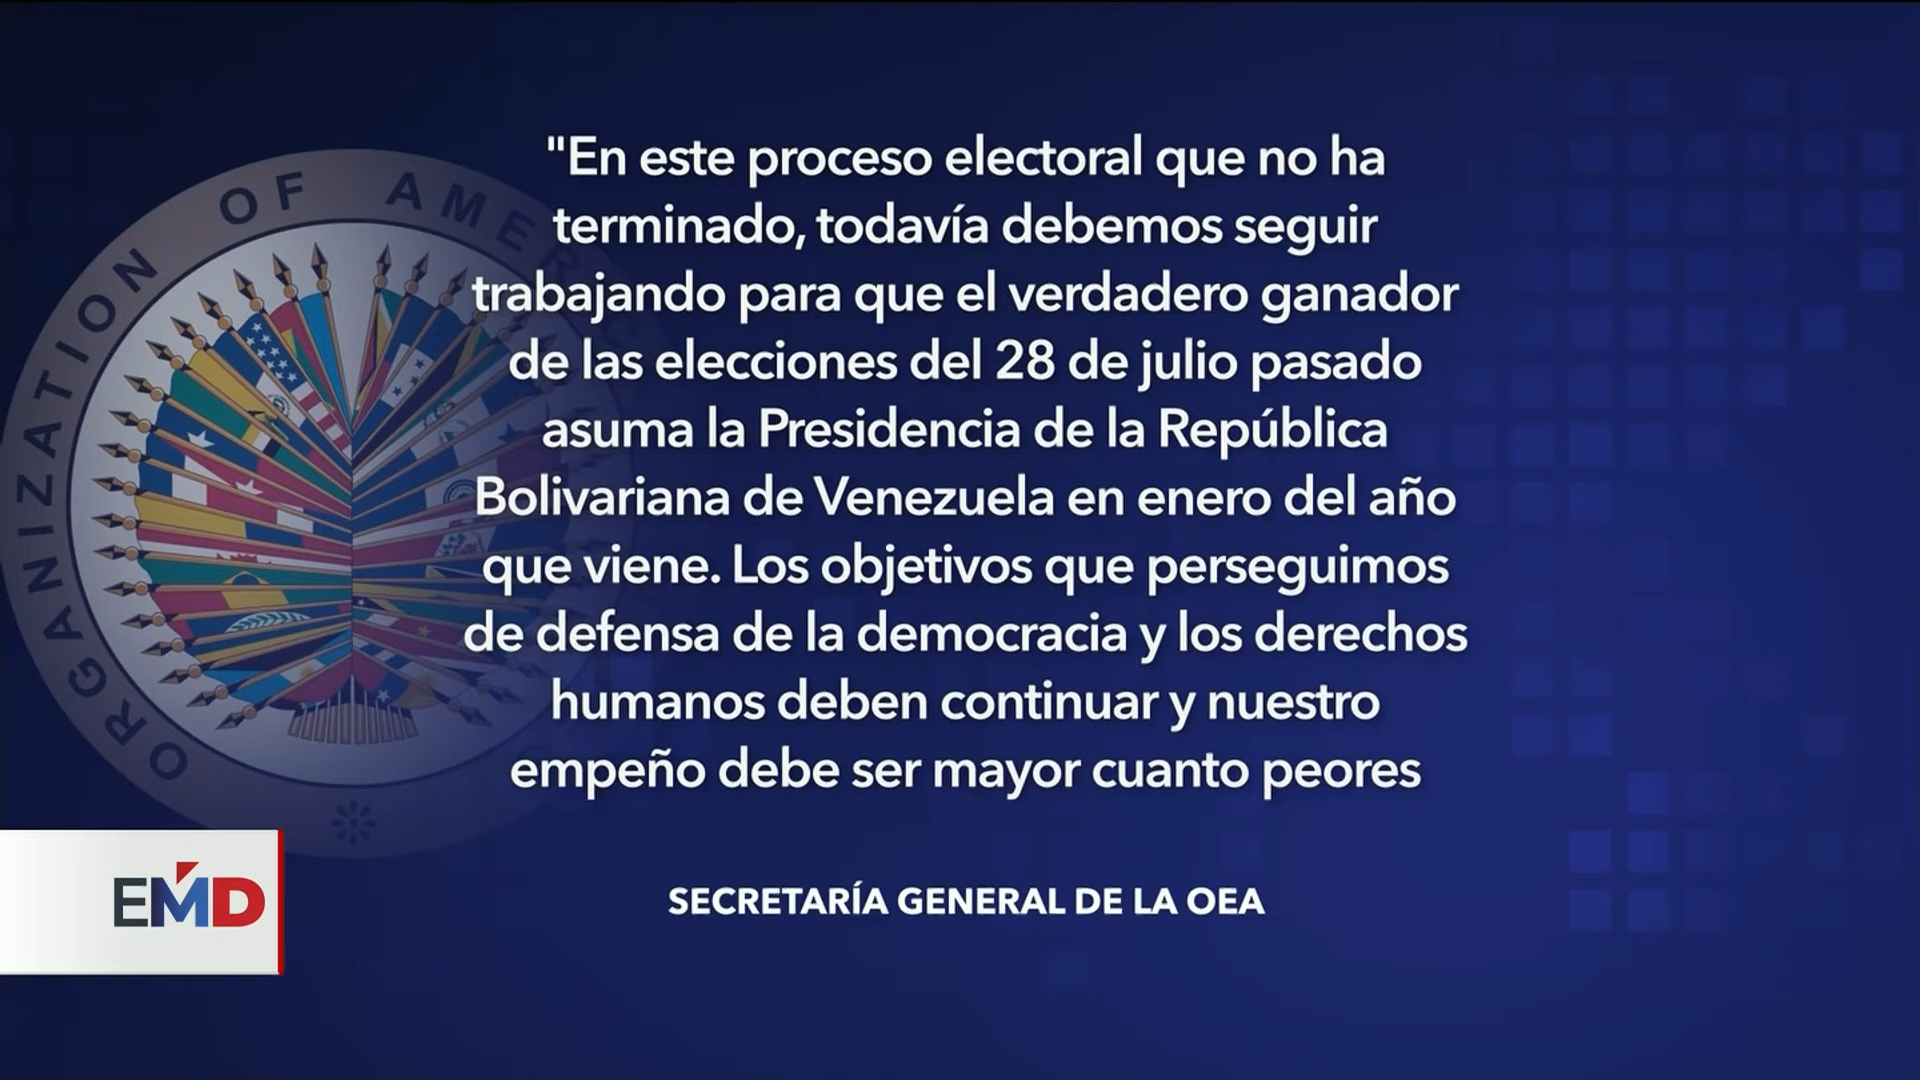 "En este proceso electoral que no ha
terminado, todavía debemos seguir
trabajando para que el verdadero ganador
de las elecciones del 28 de julio pasado
asuma la Presidencia de la República
Bolivariana de Venezuela en enero del año
que viene. Los objetivos que perseguimos
de defensa de la democracia y los derechos
humanos deben continuar y nuestro
empeño debe ser mayor cuanto peores
SECRETARÍA GENERAL DE LA OEA
EMD
ORGANIZATION OF AMER